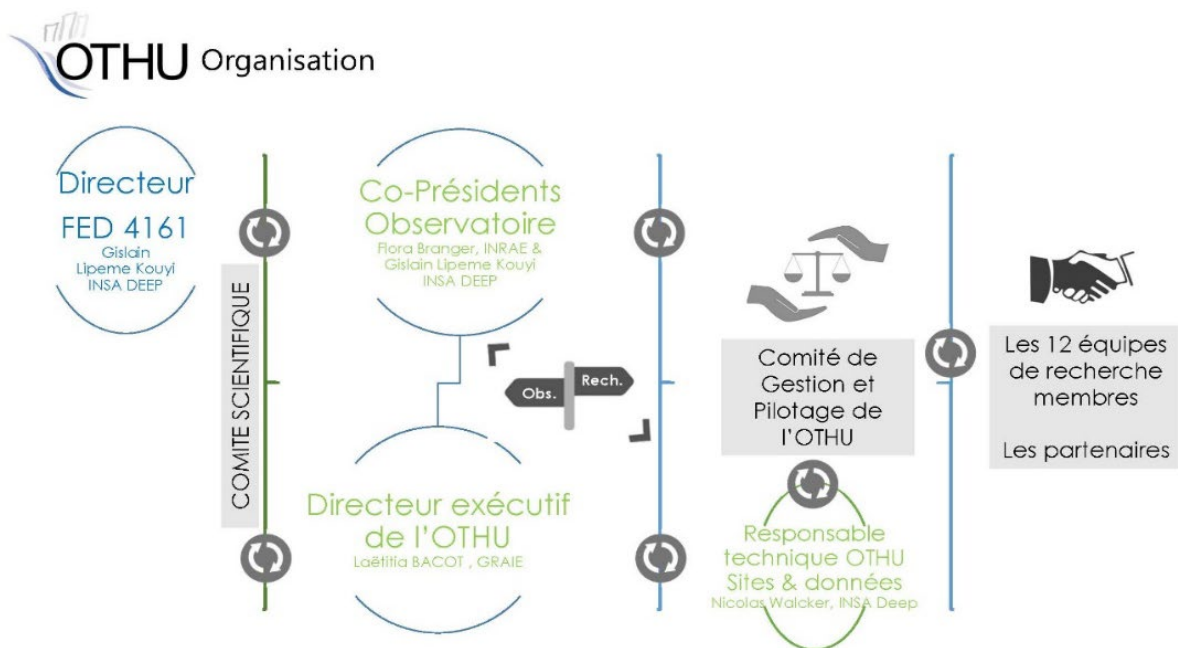 OTHU Organisation
Directeur
FED 4161
Gislain
Lipeme Kouyi
INSA DEEP
COMITE SCIENTIFIQUE
Co-Présidents
Observatoire
Flora Branger, INRAE &
Gislain Lipeme Kouyi
INSA DEEP
Obs.
Rech.
Directeur exécutif
de l'OTHU
Laëtitia BACOT , GRAIE
Comité de
Gestion et
Pilotage de
l'OTHU
Responsable
technique OTHU
Sites & données
Nicolas Walcker, INSA Deep
Les 12 équipes
de recherche
membres
Les partenaires